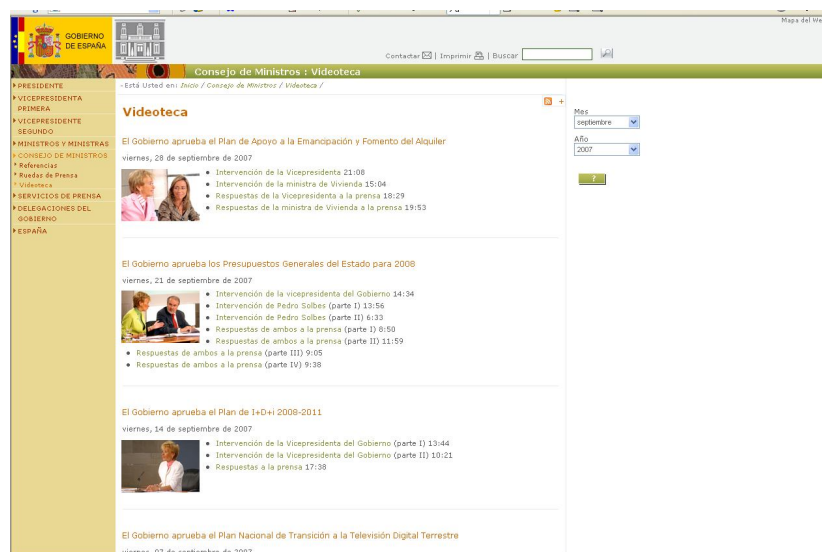 Mapa del We
GOBIERNO
DE ESPAÑA
Contactar | Imprimir | Buscar
Consejo de Ministros : Videoteca
PRESIDENTE
VICEPRESIDENTA
PRIMERA
VICEPRESIDENTE
SEGUNDO
MINISTROS Y MINISTRAS
CONSEJO DE MINISTROS
Referencias
Ruedas de Prensa
Videoteca
SERVICIOS DE PRENSA
DELEGACIONES DEL
GOBIERNO
ESPAÑA
- Está Usted en: Inicio / Consejo de Ministros / Videoteca /
Videoteca
El Gobierno aprueba el Plan de Apoyo a la Emancipación y Fomento del Alquiler
viernes, 28 de septiembre de 2007
Intervención de la Vicepresidenta 21:08
Intervención de la ministra de Vivienda 15:04
Respuestas de la Vicepresidenta a la prensa 18:29
Respuestas de la ministra de Vivienda a la prensa 19:53
El Gobierno aprueba los Presupuestos Generales del Estado para 2008
viernes, 21 de septiembre de 2007
Intervención de la vicepresidenta del Gobierno 14:34
Intervención de Pedro Solbes (parte I) 13:56
Intervención de Pedro Solbes (parte II) 6:33
Respuestas de ambos a la prensa (parte I) 8:50
Respuestas de ambos a la prensa (parte II) 11:59
Respuestas de ambos a la prensa (parte III) 9:05
Respuestas de ambos a la prensa (parte IV) 9:38
El Gobierno aprueba el Plan de I+D+i 2008-2011
viernes, 14 de septiembre de 2007
Intervención de la Vicepresidenta del Gobierno (parte I) 13:44
Intervención de la Vicepresidenta del Gobierno (parte II) 10:21
Respuestas a la prensa 17:38
El Gobierno aprueba el Plan Nacional de Transición a la Televisión Digital Terrestre
viernes, 07 de septiembre de 2007
Mes
septiembre
Año
2007
?